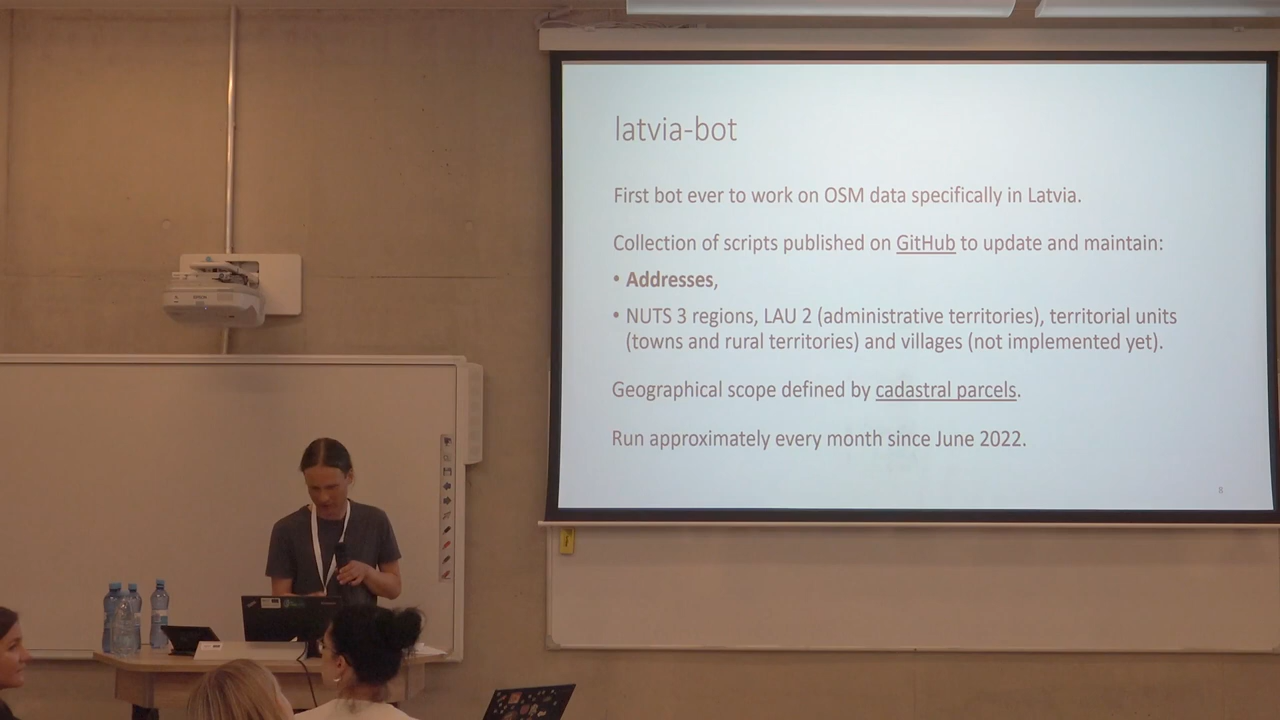 latvia-bot
First bot ever to work on OSM data specifically in Latvia.
Collection of scripts published on GitHub to update and maintain:
• Addresses,
• NUTS 3 regions, LAU 2 (administrative territories), territorial units
(towns and rural territories) and villages (not implemented yet).
Geographical scope defined by cadastral parcels.
Run approximately every month since June 2022.
8
EPSON